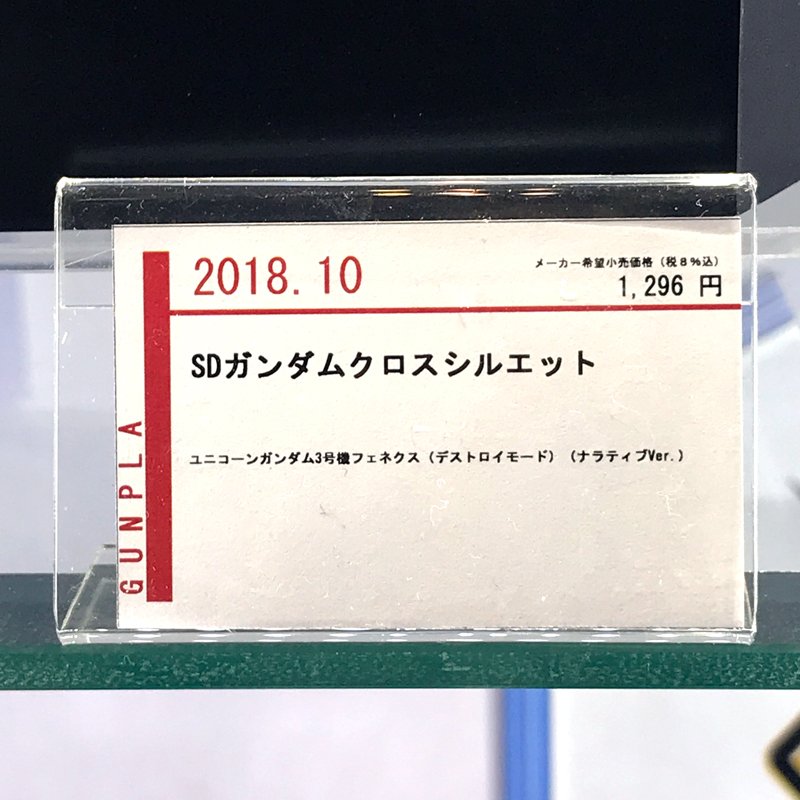 2018.10
メーカー希望小売価格（税8%込）
1,296 円
SDガンダムクロスシルエット
ユニコーンガンダム3号機フェネクス（デストロイモード）（ナラティブVer.）
GUNPLA